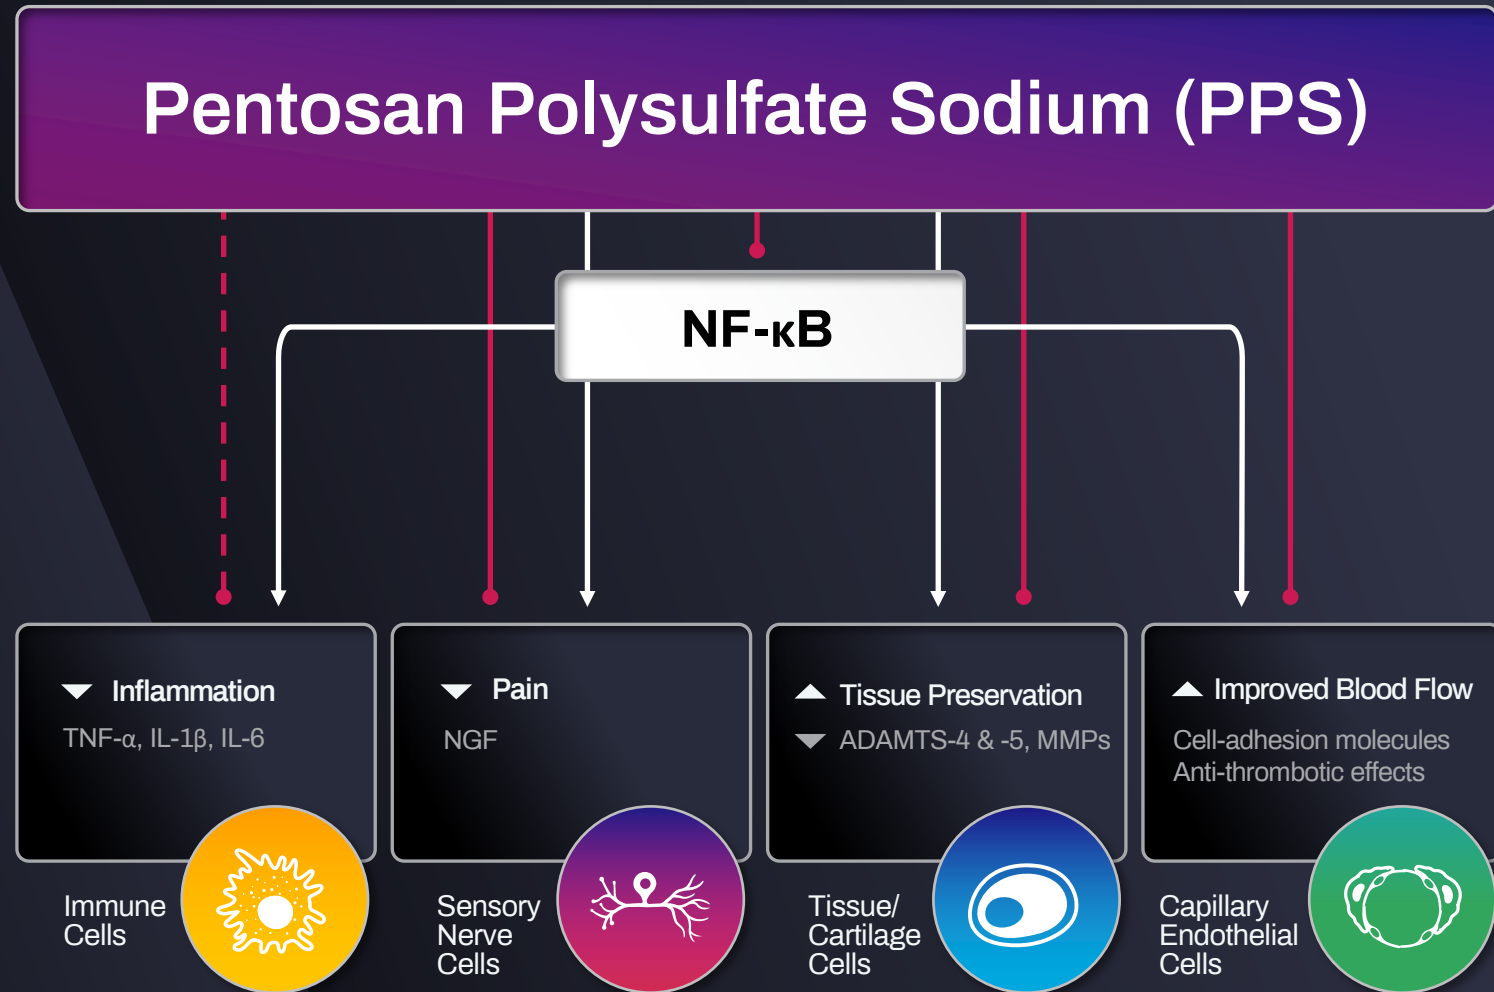 Pentosan Polysulfate Sodium (PPS)
NF-κB
Inflammation
TNF-α, IL-1β, IL-6
Pain
NGF
Tissue Preservation
ADAMTS-4 & -5, MMPs
Improved Blood Flow
Cell-adhesion molecules
Anti-thrombotic effects
Immune
Cells
Sensory
Nerve
Cells
Tissue/
Cartilage
Cells
Capillary
Endothelial
Cells